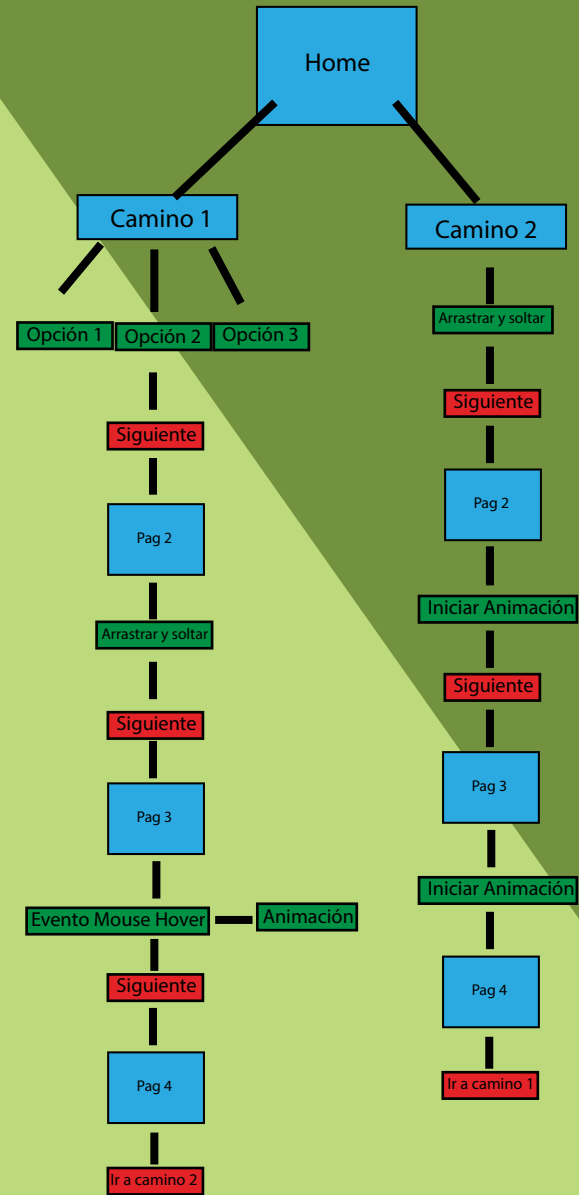 Home
Camino 1
Opción 1
Opción 2
Opción 3
Siguiente
Pag 2
Arrastrar y soltar
Siguiente
Pag 3
Evento Mouse Hover
Animación
Siguiente
Pag 4
Ir a camino 2
Camino 2
Arrastrar y soltar
Siguiente
Pag 2
Iniciar Animación
Siguiente
Pag 3
Iniciar Animación
Pag 4
Ir a camino 1